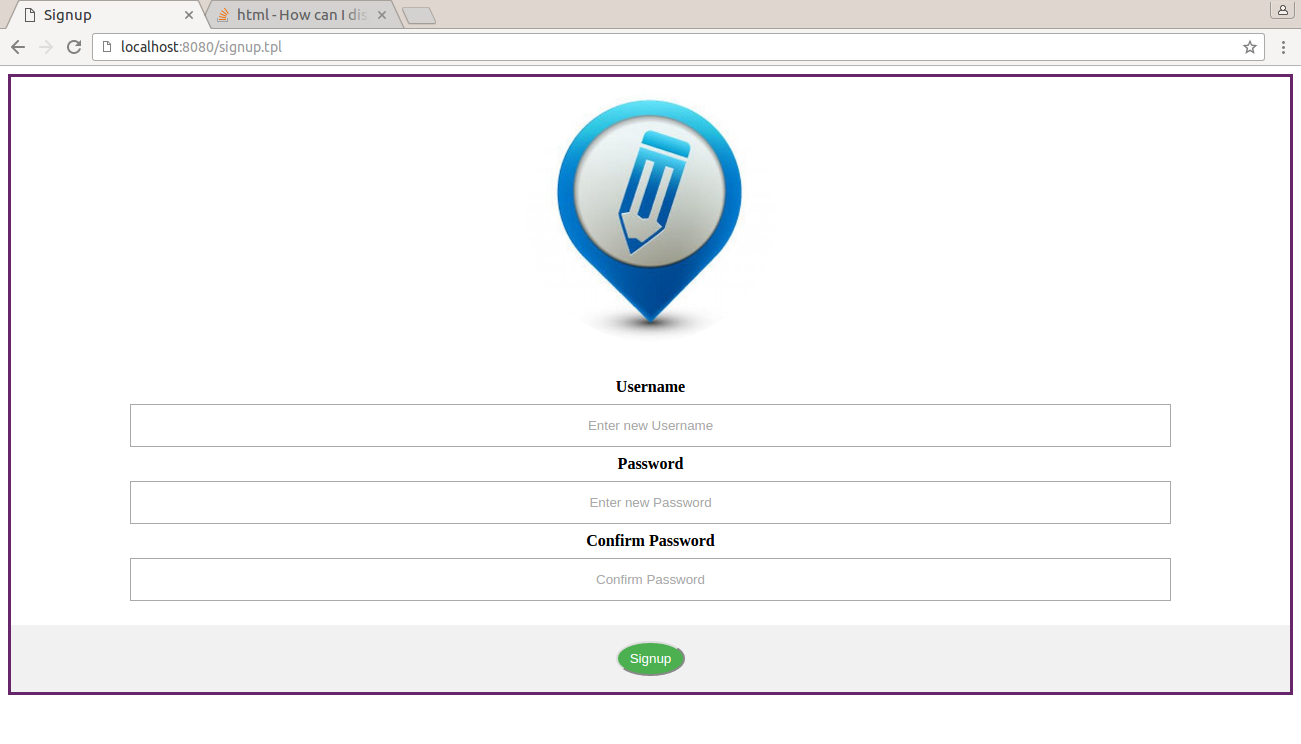 Signup
html - How can I dis
localhost:8080/signup.tpl
Username
Enter new Username
Password
Enter new Password
Confirm Password
Confirm Password
Signup